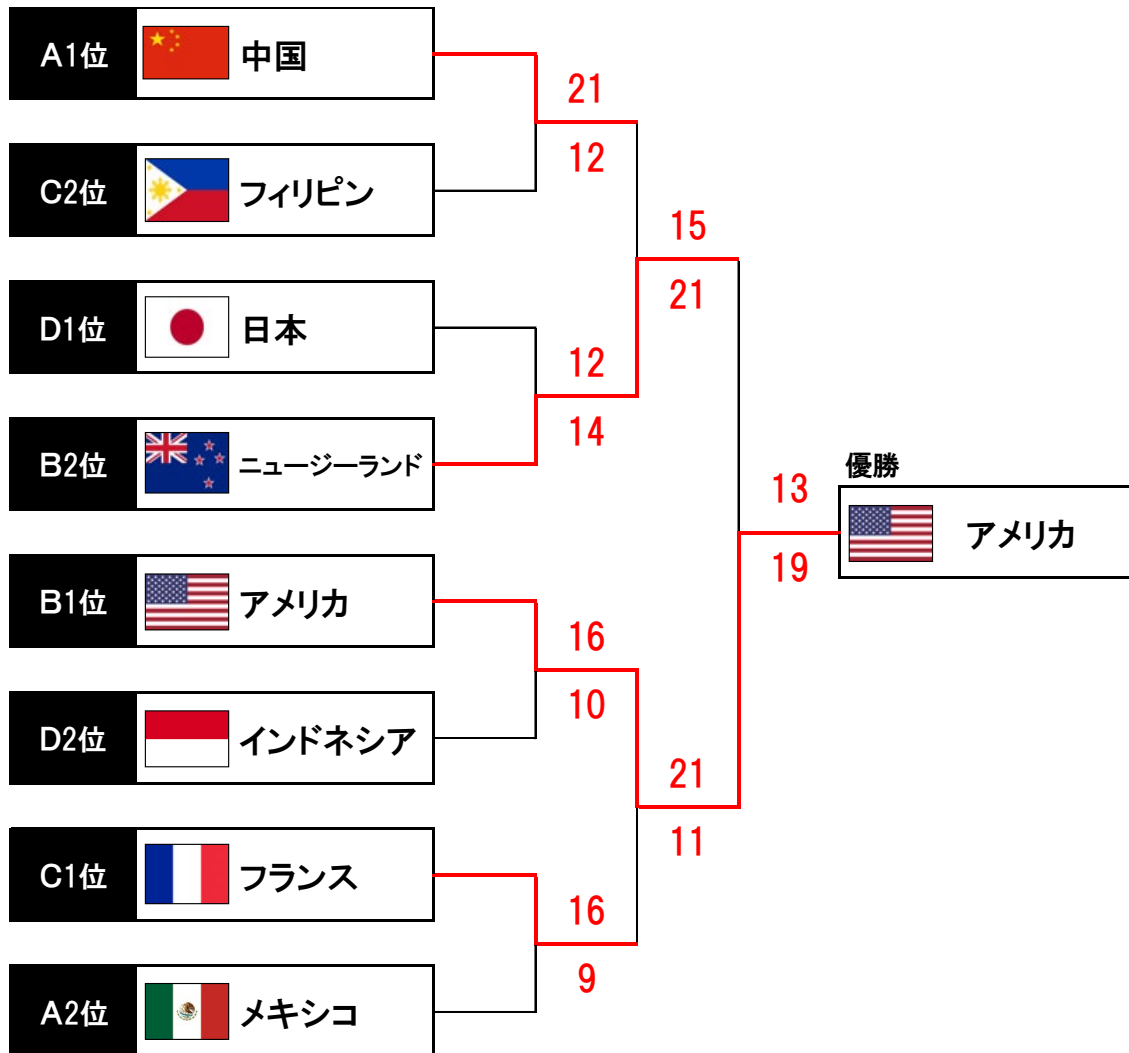 A1位 中国
21
12
C2位 フィリピン
15
21
D1位 日本
12
14
B2位 ニュージーランド
優勝
13
アメリカ
19
B1位 アメリカ
16
10
D2位 インドネシア
21
11
C1位 フランス
16
9
A2位 メキシコ